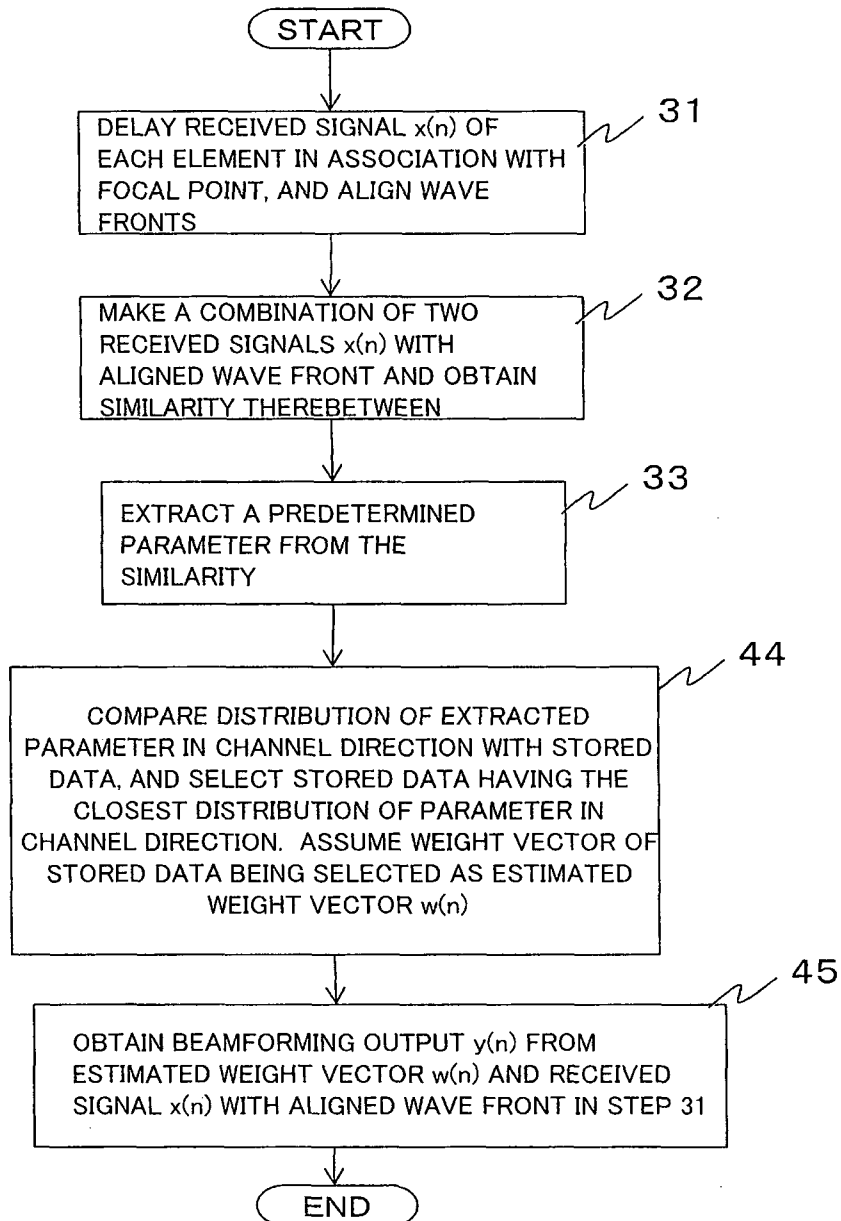 START
31
DELAY RECEIVED SIGNAL x(n) OF
EACH ELEMENT IN ASSOCIATION WITH
FOCAL POINT, AND ALIGN WAVE
FRONTS
32
MAKE A COMBINATION OF TWO
RECEIVED SIGNALS x(n) WITH
ALIGNED WAVE FRONT AND OBTAIN
SIMILARITY THEREBETWEEN
33
EXTRACT A PREDETERMINED
PARAMETER FROM THE
SIMILARITY
44
COMPARE DISTRIBUTION OF EXTRACTED
PARAMETER IN CHANNEL DIRECTION WITH STORED
DATA, AND SELECT STORED DATA HAVING THE
CLOSEST DISTRIBUTION OF PARAMETER IN
CHANNEL DIRECTION. ASSUME WEIGHT VECTOR OF
STORED DATA BEING SELECTED AS ESTIMATED
WEIGHT VECTOR w(n)
45
OBTAIN BEAMFORMING OUTPUT y(n) FROM
ESTIMATED WEIGHT VECTOR w(n) AND RECEIVED
SIGNAL x(n) WITH ALIGNED WAVE FRONT IN STEP 31
END